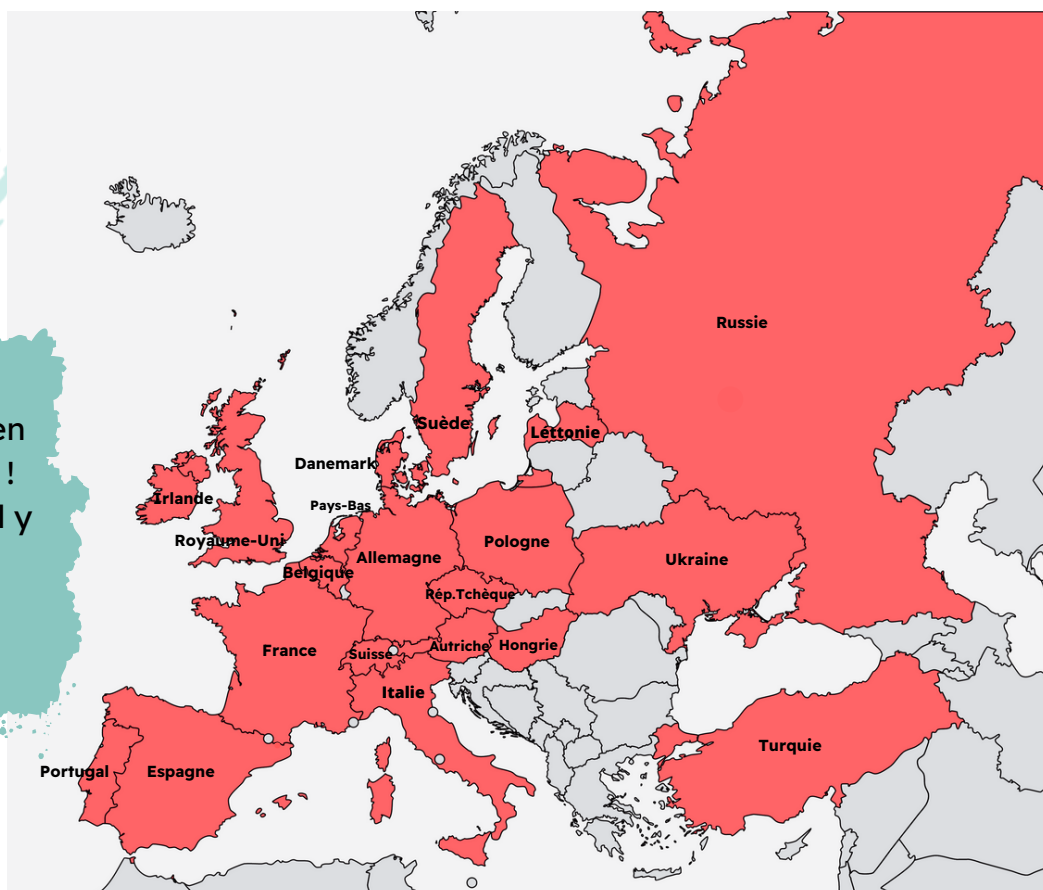 en
!
l y
Russie
Suède
Lettonie
Danemark
Irlande
Pays-Bas
Royaume-Uni
Pologne
Allemagne
Ukraine
Belgique
Rép.Tchèque
France
Suisse
Autriche
Hongrie
Italie
Turquie
Portugal
Espagne